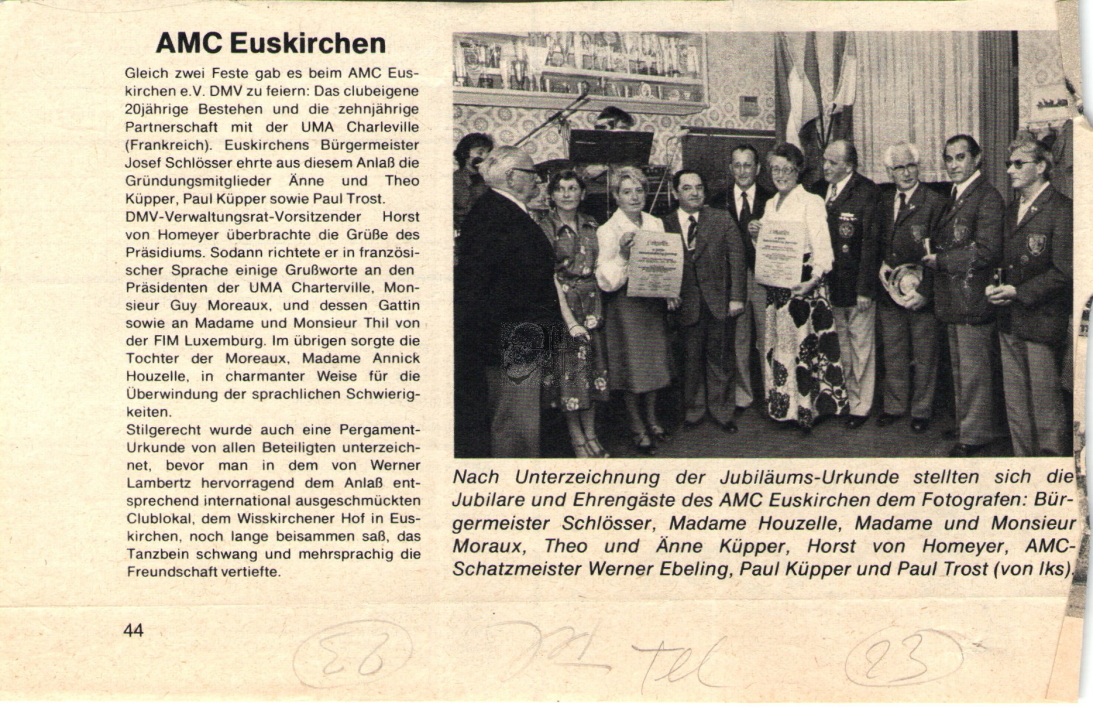 AMC Euskirchen
Gleich zwei Feste gab es beim AMC Eus-
kirchen e.V. DMV zu feiern: Das clubeigene
20jährige Bestehen und die zehnjährige
Partnerschaft mit der UMA Charleville
(Frankreich). Euskirchens Bürgermeister
Josef Schlösser ehrte aus diesem Anlaß die
Gründungsmitglieder Änne und Theo
Küpper, Paul Küpper sowie Paul Trost.
DMV-Verwaltungsrat-Vorsitzender Horst
von Homeyer überbrachte die Grüße des
Präsidiums. Sodann richtete er in französi-
scher Sprache einige Grußworte an den
Präsidenten der UMA Charterville, Mon-
sieur Guy Moreaux, und dessen Gattin
sowie an Madame und Monsieur Thil von
der FIM Luxemburg. Im übrigen sorgte die
Tochter der Moreaux, Madame Annick
Houzelle, in charmanter Weise für die
Überwindung der sprachlichen Schwierig-
keiten.
Stilgerecht wurde auch eine Pergament-
Urkunde von allen Beteiligten unterzeich-
net, bevor man in dem von Werner
Lambertz hervorragend dem Anlaß ent-
sprechend international ausgeschmückten
Clublokal, dem Wisskirchener Hof in Eus-
kirchen, noch lange beisammen saß, das
Tanzbein schwang und mehrsprachig die
Freundschaft vertiefte.
Nach Unterzeichnung der Jubiläums-Urkunde stellten sich die
Jubilare und Ehrengäste des AMC Euskirchen dem Fotografen: Bür-
germeister Schlösser, Madame Houzelle, Madame und Monsieur
Moraux, Theo und Änne Küpper, Horst von Homeyer, AMC-
Schatzmeister Werner Ebeling, Paul Küpper und Paul Trost (von lks).
44
Tel
23